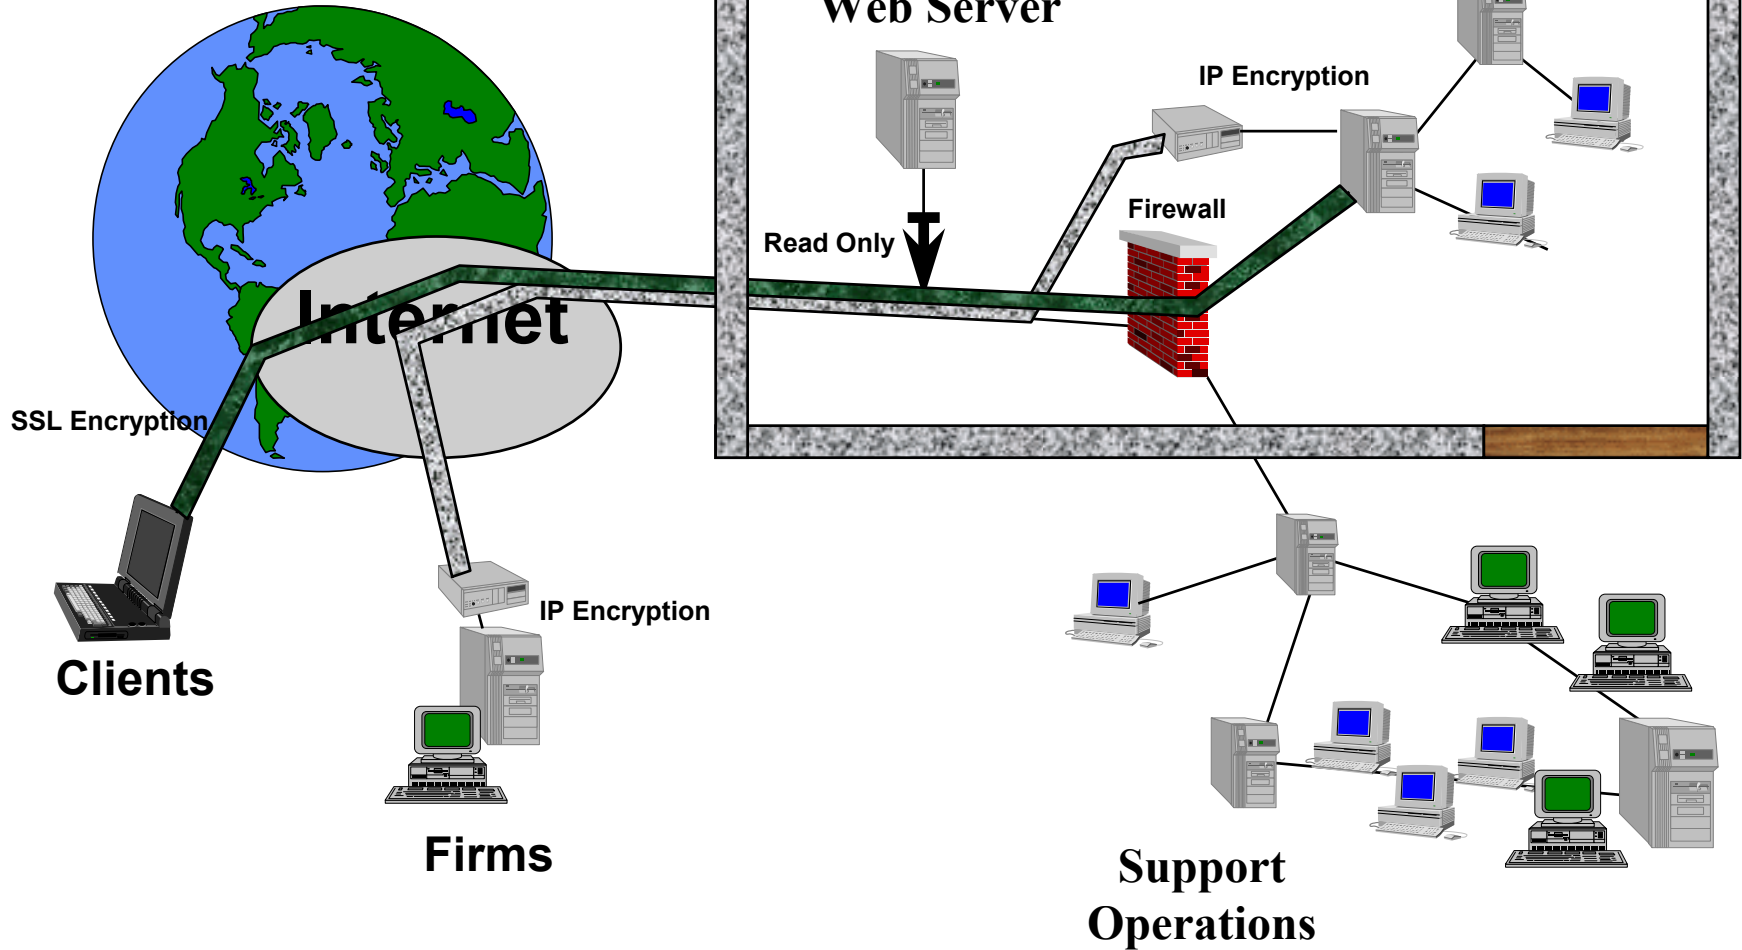 Web Server
IP Encryption
Firewall
Read Only
Internet
SSL Encryption
IP Encryption
Clients
Firms
Support
Operations